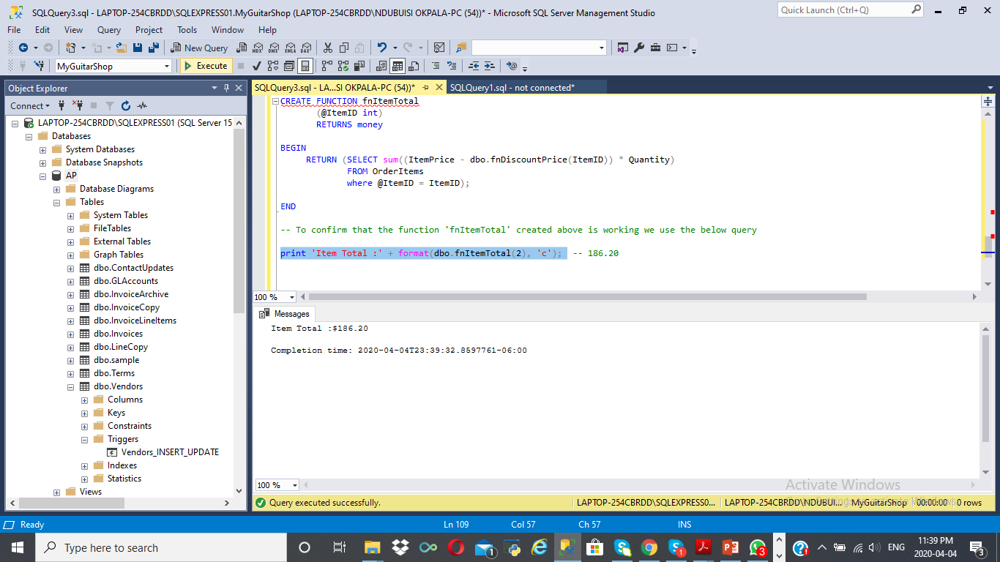 SQLQuery3.sql - LAPTOP-254CBRDD\SQLEXPRESS01.MyGuitarShop (LAPTOP-254CBRDD\NDUBUISI OKPALA-PC (54))* - Microsoft SQL Server Management Studio
Quick Launch (Ctrl+Q)
File Edit View Query Project Tools Window Help
New Query
MDX DMX XMLA DAX
MyGuitarShop
Execute
Object Explorer
Connect
LAPTOP-254CBRDD\SQLEXPRESS01 (SQL Server 15
Databases
System Databases
Database Snapshots
AP
Database Diagrams
Tables
System Tables
FileTables
External Tables
Graph Tables
dbo.ContactUpdates
dbo.GLAccounts
dbo.InvoiceArchive
dbo.InvoiceCopy
dbo.InvoiceLineItems
dbo.Invoices
dbo.LineCopy
dbo.sample
dbo.Terms
dbo.Vendors
Columns
Keys
Constraints
Triggers
Vendors_INSERT_UPDATE
Indexes
Statistics
Views
SQLQuery3.sql - LA...SI OKPALA-PC (54))*
SQLQuery1.sql - not connected*
CREATE FUNCTION fnItemTotal
(@ItemID int)
RETURNS money
BEGIN
RETURN (SELECT sum((ItemPrice - dbo.fnDiscountPrice(ItemID)) * Quantity)
FROM OrderItems
where @ItemID = ItemID);
END
-- To confirm that the function 'fnItemTotal' created above is working we use the below query
print 'Item Total :' + format(dbo.fnItemTotal(2), 'c'); -- 186.20
100 %
Messages
Item Total :$186.20
Completion time: 2020-04-04T23:39:32.8597761-06:00
100 %
Activate Windows
Query executed successfully.
LAPTOP-254CBRDD\SQLEXPRESS0...
LAPTOP-254CBRDD\NDUBUI...
MyGuitarShop
00:00:00
0 rows
Ready
Ln 109
Col 57
Ch 57
INS
Type here to search
1
1
3
ENG
11:39 PM
2020-04-04
3